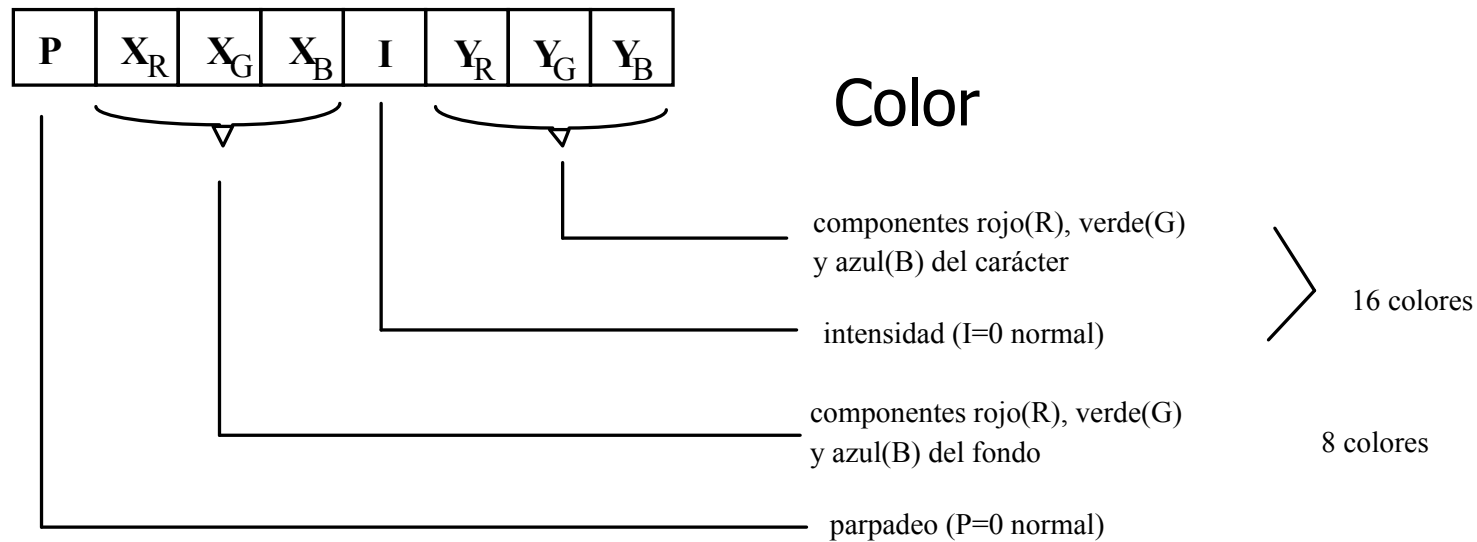 P X_R X_G X_B I Y_R Y_G Y_B
Color
componentes rojo(R), verde(G)
y azul(B) del carácter
16 colores
intensidad (I=0 normal)
componentes rojo(R), verde(G)
y azul(B) del fondo
8 colores
parpadeo (P=0 normal)